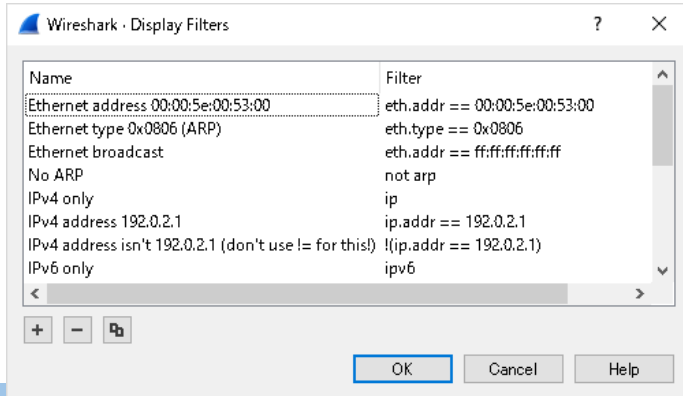 Wireshark · Display Filters ? ×
Name Filter
Ethernet address 00:00:5e:00:53:00 eth.addr == 00:00:5e:00:53:00
Ethernet type 0x0806 (ARP) eth.type == 0x0806
Ethernet broadcast eth.addr == ff:ff:ff:ff:ff:ff
No ARP not arp
IPv4 only ip
IPv4 address 192.0.2.1 ip.addr == 192.0.2.1
IPv4 address isn't 192.0.2.1 (don't use != for this!) !(ip.addr == 192.0.2.1)
IPv6 only ipv6
OK Cancel Help